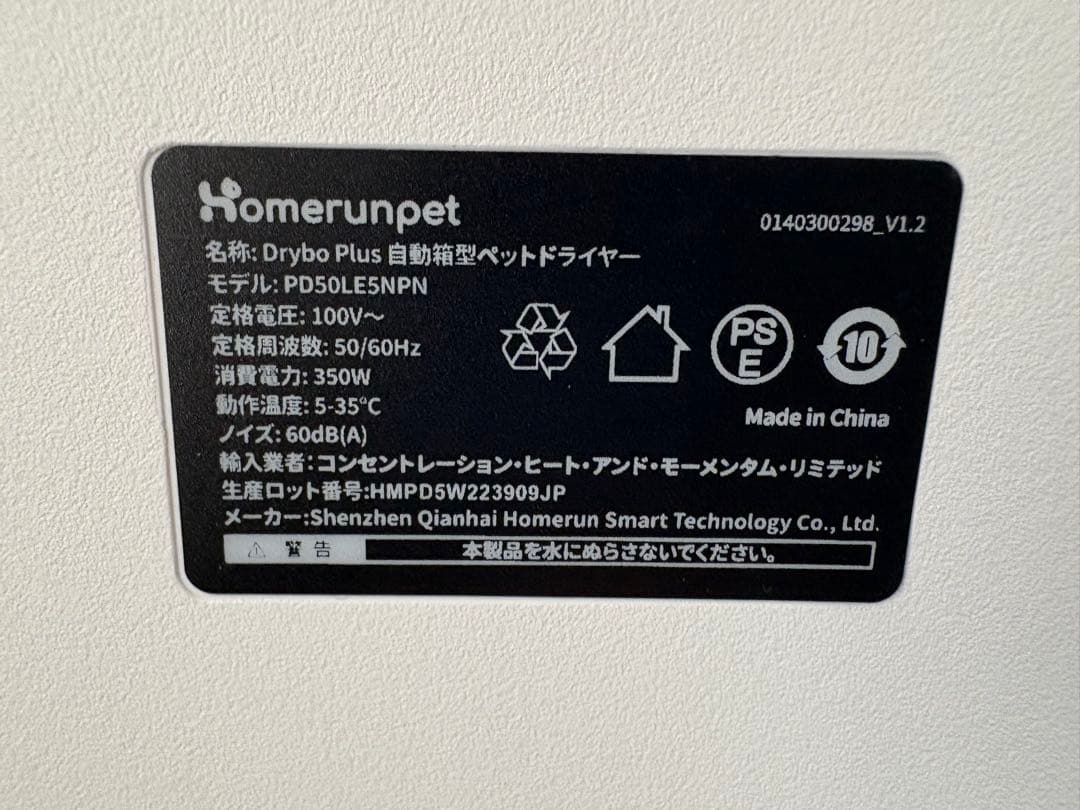 Homerunpet
0140300298_V1.2
名称: Drybo Plus 自動箱型ペットドライヤー
モデル: PD50LE5NPN
定格電圧: 100V～
定格周波数: 50/60Hz
消費電力: 350W
動作温度: 5-35℃
ノイズ: 60dB(A)
PS
E
10
Made in China
輸入業者:コンセントレーション・ヒート・アンド・モーメンタム・リミテッド
生産ロット番号:HMPD5W223909JP
メーカー:Shenzhen Qianhai Homerun Smart Technology Co., Ltd.
警告 本製品を水にぬらさないでください。